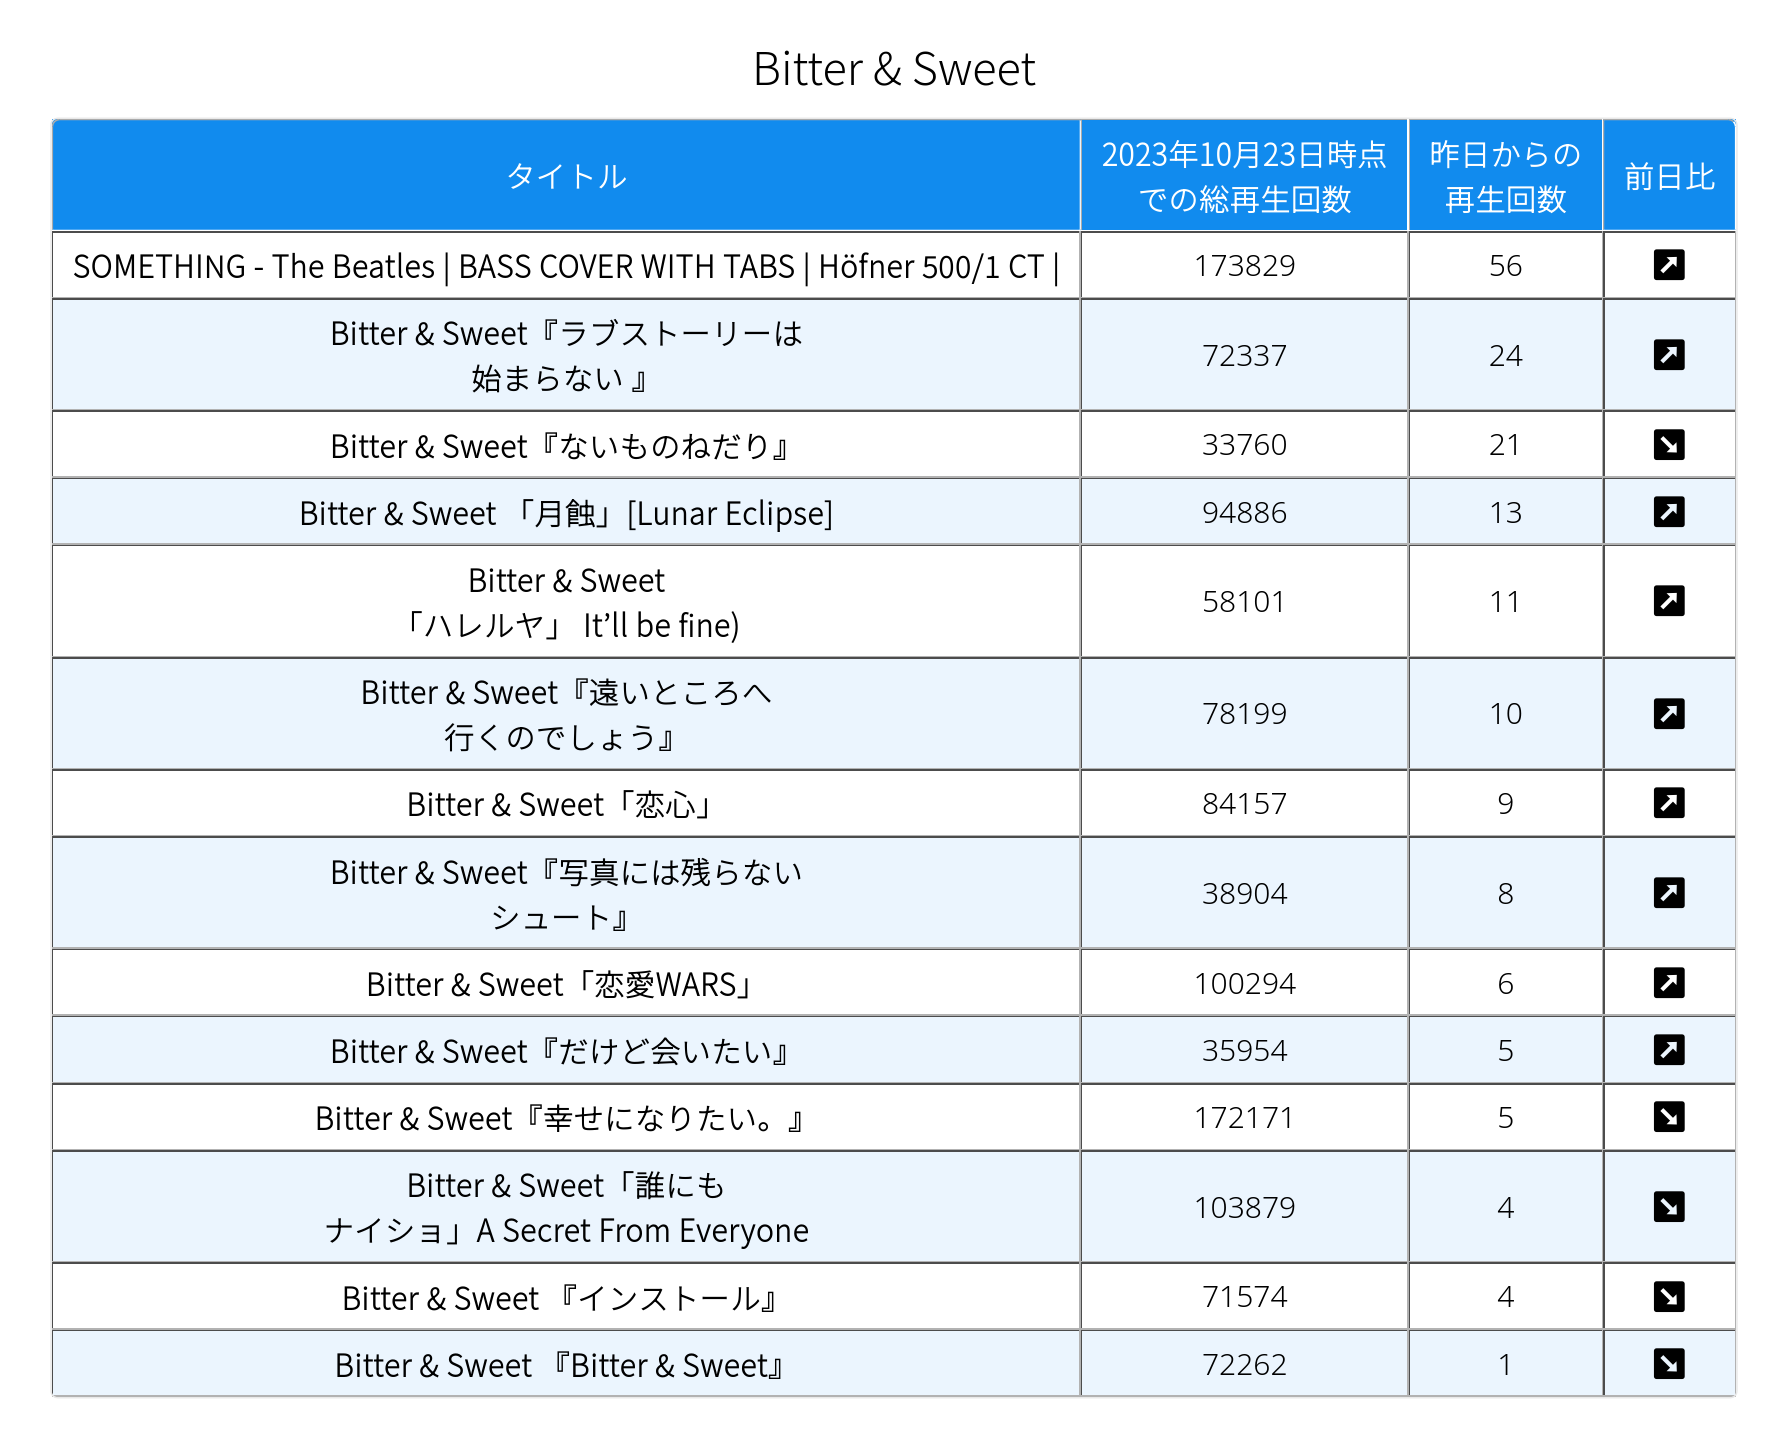 Bitter & Sweet
タイトル
2023年10月23日時点
での総再生回数
昨日からの
再生回数
前日比
SOMETHING - The Beatles | BASS COVER WITH TABS | Höfner 500/1 CT |
173829
56
Bitter & Sweet『ラブストーリーは
始まらない 』
72337
24
Bitter & Sweet『ないものねだり』
33760
21
Bitter & Sweet 「月蝕」[Lunar Eclipse]
94886
13
Bitter & Sweet
「ハレルヤ」 It’ll be fine)
58101
11
Bitter & Sweet『遠いところへ
行くのでしょう』
78199
10
Bitter & Sweet「恋心」
84157
9
Bitter & Sweet『写真には残らない
シュート』
38904
8
Bitter & Sweet「恋愛WARS」
100294
6
Bitter & Sweet『だけど会いたい』
35954
5
Bitter & Sweet『幸せになりたい。』
172171
5
Bitter & Sweet「誰にも
ナイショ」A Secret From Everyone
103879
4
Bitter & Sweet 『インストール』
71574
4
Bitter & Sweet 『Bitter & Sweet』
72262
1